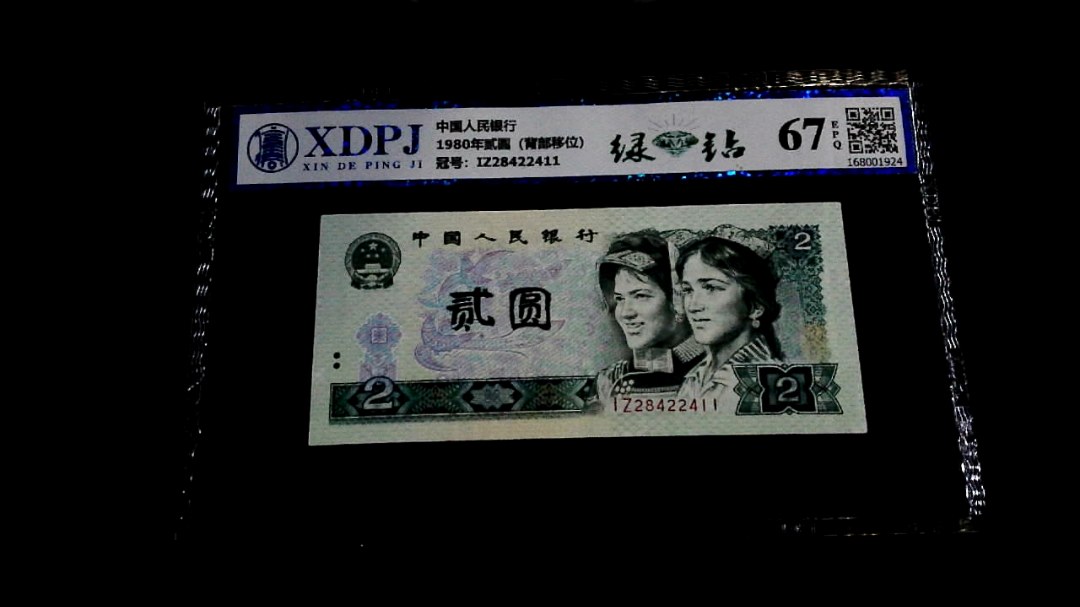 XDPJ
XIN DE PING JI
中国人民银行
1980年贰圆（背部移位）
冠号：IZ28422411
绿钻
67
EPQ
168001924
中国人民银行
2
贰圆
2
IZ28422411
2